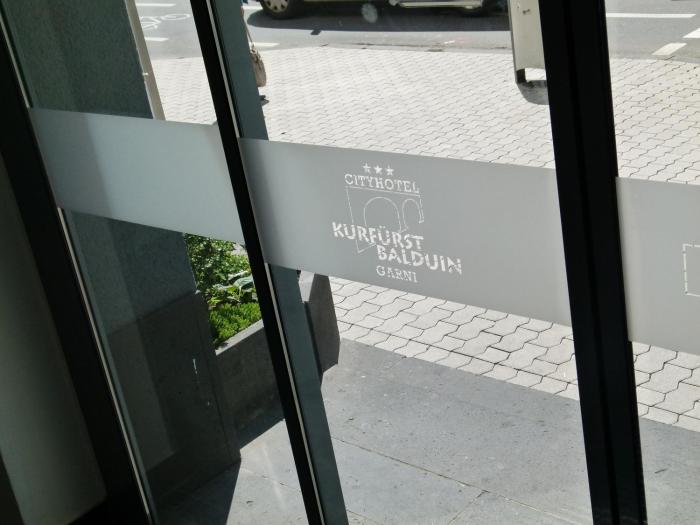 ★★★
CITYHOTEL
KURFÜRST
BALDUIN
GARNI